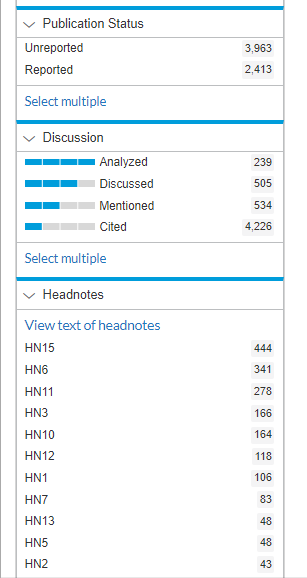 Publication Status
Unreported 3,963
Reported 2,413
Select multiple
Discussion
Analyzed 239
Discussed 505
Mentioned 534
Cited 4,226
Select multiple
Headnotes
View text of headnotes
HN15 444
HN6 341
HN11 278
HN3 166
HN10 164
HN12 118
HN1 106
HN7 83
HN13 48
HN5 48
HN2 43